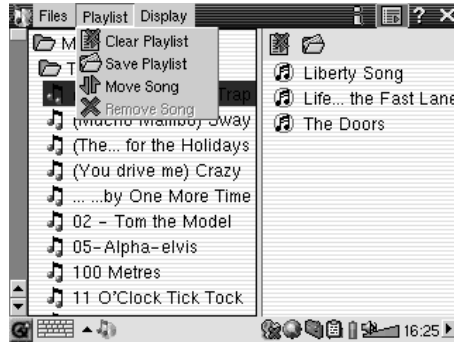 Files Playlist Display
?
Clear Playlist
Save Playlist
Move Song
Remove Song
M
T
Trap
(Mucho Mambo) Sway
(The... for the Holidays
(You drive me) Crazy
... ...by One More Time
02 - Tom the Model
05-Alpha-elvis
100 Metres
11 O'Clock Tick Tock
Liberty Song
Life... the Fast Lane
The Doors
16:25